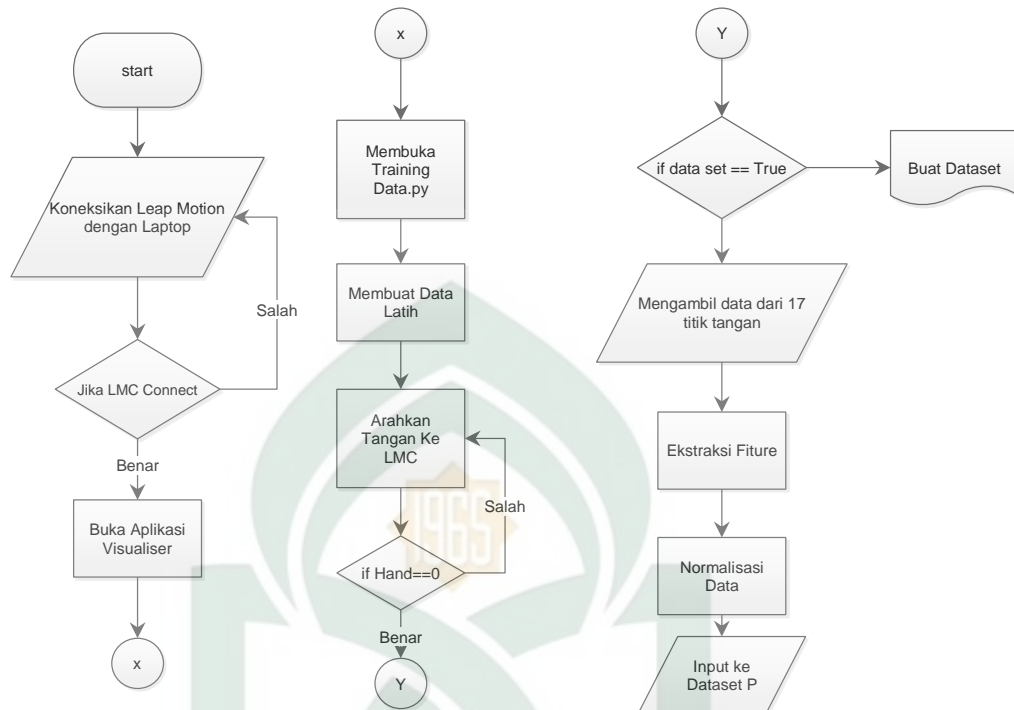 start
Koneksikan Leap Motion
dengan Laptop
Salah
Jika LMC Connect
Benar
Buka Aplikasi
Visualiser
x
x
Membuka
Training
Data.py
Membuat Data
Latih
Arahkan
Tangan Ke
LMC
Salah
if Hand==0
Benar
Y
Y
if data set == True
Buat Dataset
Mengambil data dari 17
titik tangan
Ekstraksi Fiture
Normalisasi
Data
Input ke
Dataset P
1965